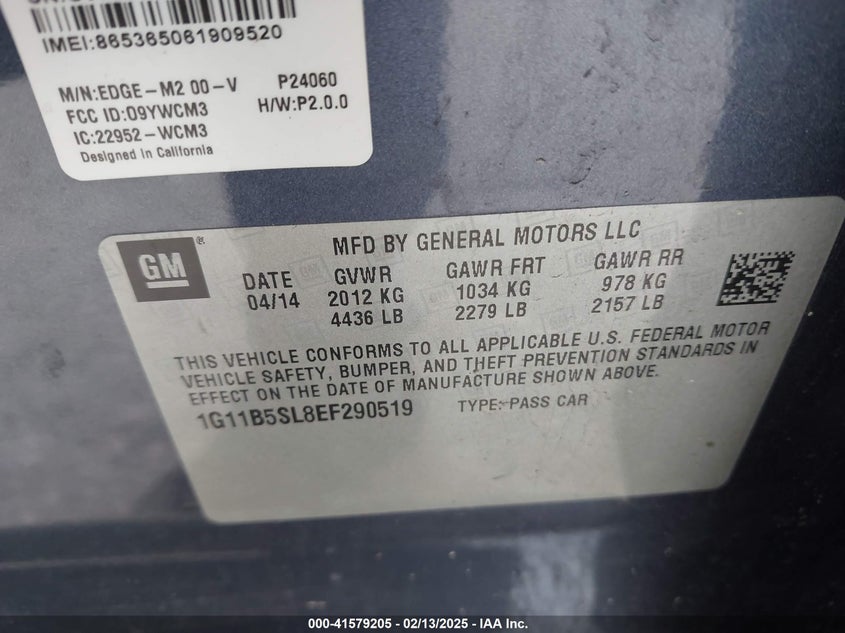 IMEI:865365061909520
M/N:EDGE-M2 00-V P24060
FCC ID:O9YWCM3 H/W:P2.0.0
IC:22952-WCM3
Designed in California
GM®
MFD BY GENERAL MOTORS LLC
DATE GVWR GAWR FRT GAWR RR
04/14 2012 KG 1034 KG 978 KG
4436 LB 2279 LB 2157 LB
THIS VEHICLE CONFORMS TO ALL APPLICABLE U.S. FEDERAL MOTOR
VEHICLE SAFETY, BUMPER, AND THEFT PREVENTION STANDARDS IN
EFFECT ON THE DATE OF MANUFACTURE SHOWN ABOVE.
1G11B5SL8EF290519 TYPE: PASS CAR
000-41579205 - 02/13/2025 - IAA Inc.